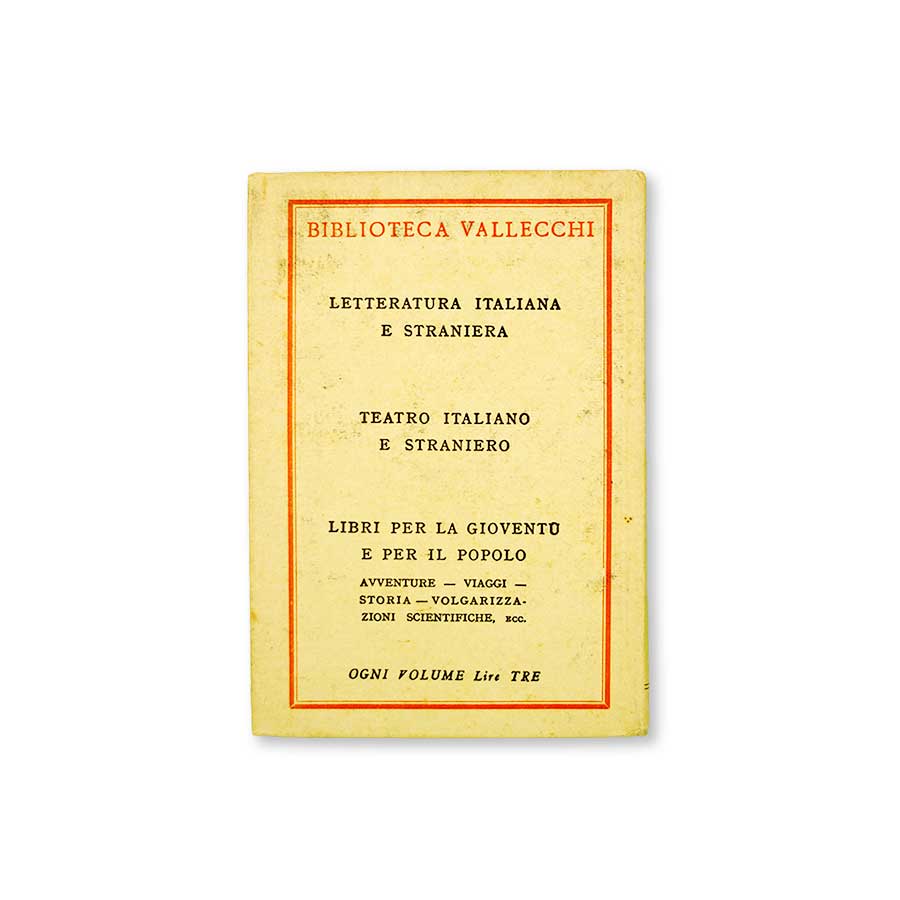 BIBLIOTECA VALLECCHI
LETTERATURA ITALIANA
E STRANIERA
TEATRO ITALIANO
E STRANIERO
LIBRI PER LA GIOVENTÙ
E PER IL POPOLO
AVVENTURE — VIAGGI —
STORIA — VOLGARIZZA-
ZIONI SCIENTIFICHE, ECC.
OGNI VOLUME Lire TRE